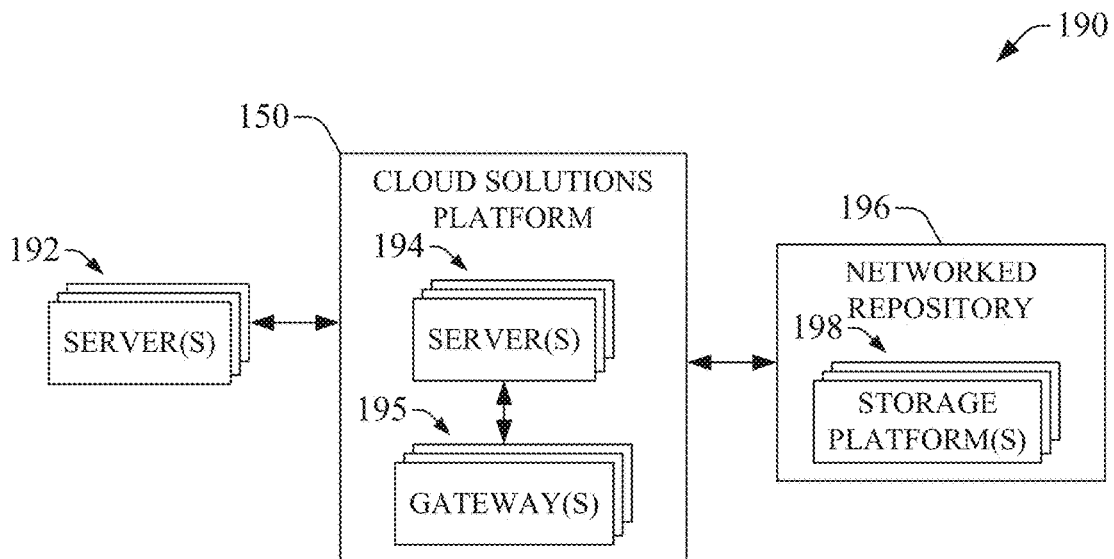 190
150
CLOUD SOLUTIONS
PLATFORM
196
192
194
NETWORKED
REPOSITORY
SERVER(S)
SERVER(S)
198
195
STORAGE
PLATFORM(S)
GATEWAY(S)